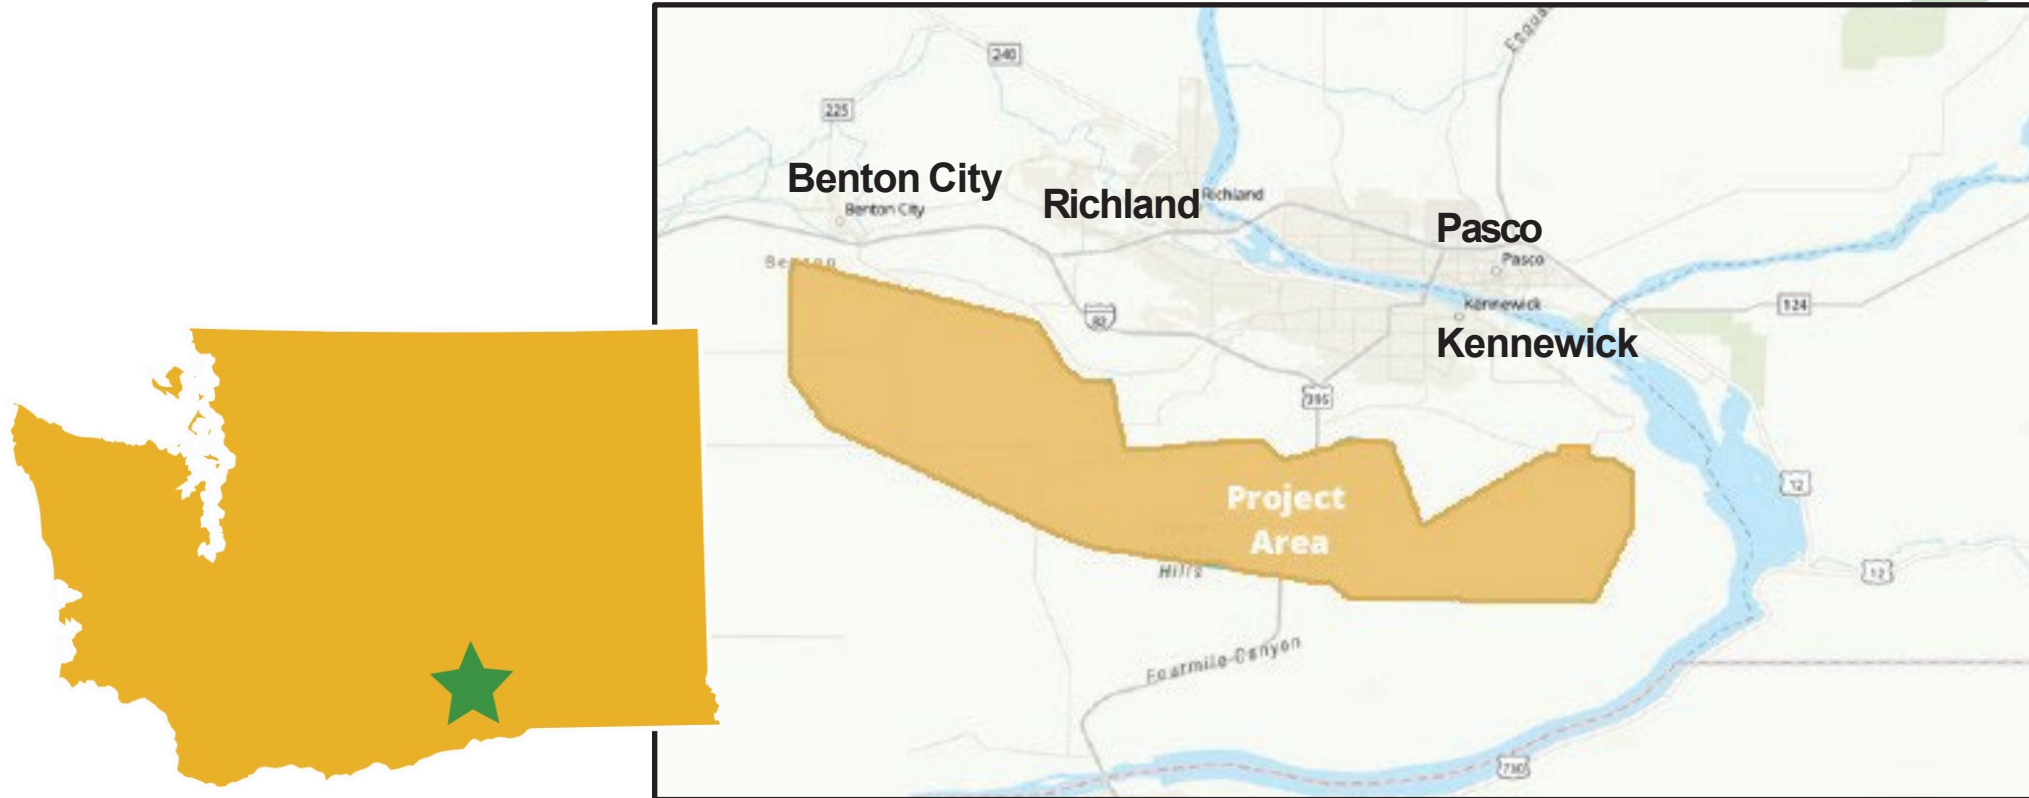 240
225
Benton City
Benton City
Richland
Richland
Pasco
Pasco
82
Kennewick
Kennewick
124
395
Project
Area
12
12
Hills
Fourmile-Canyon
730